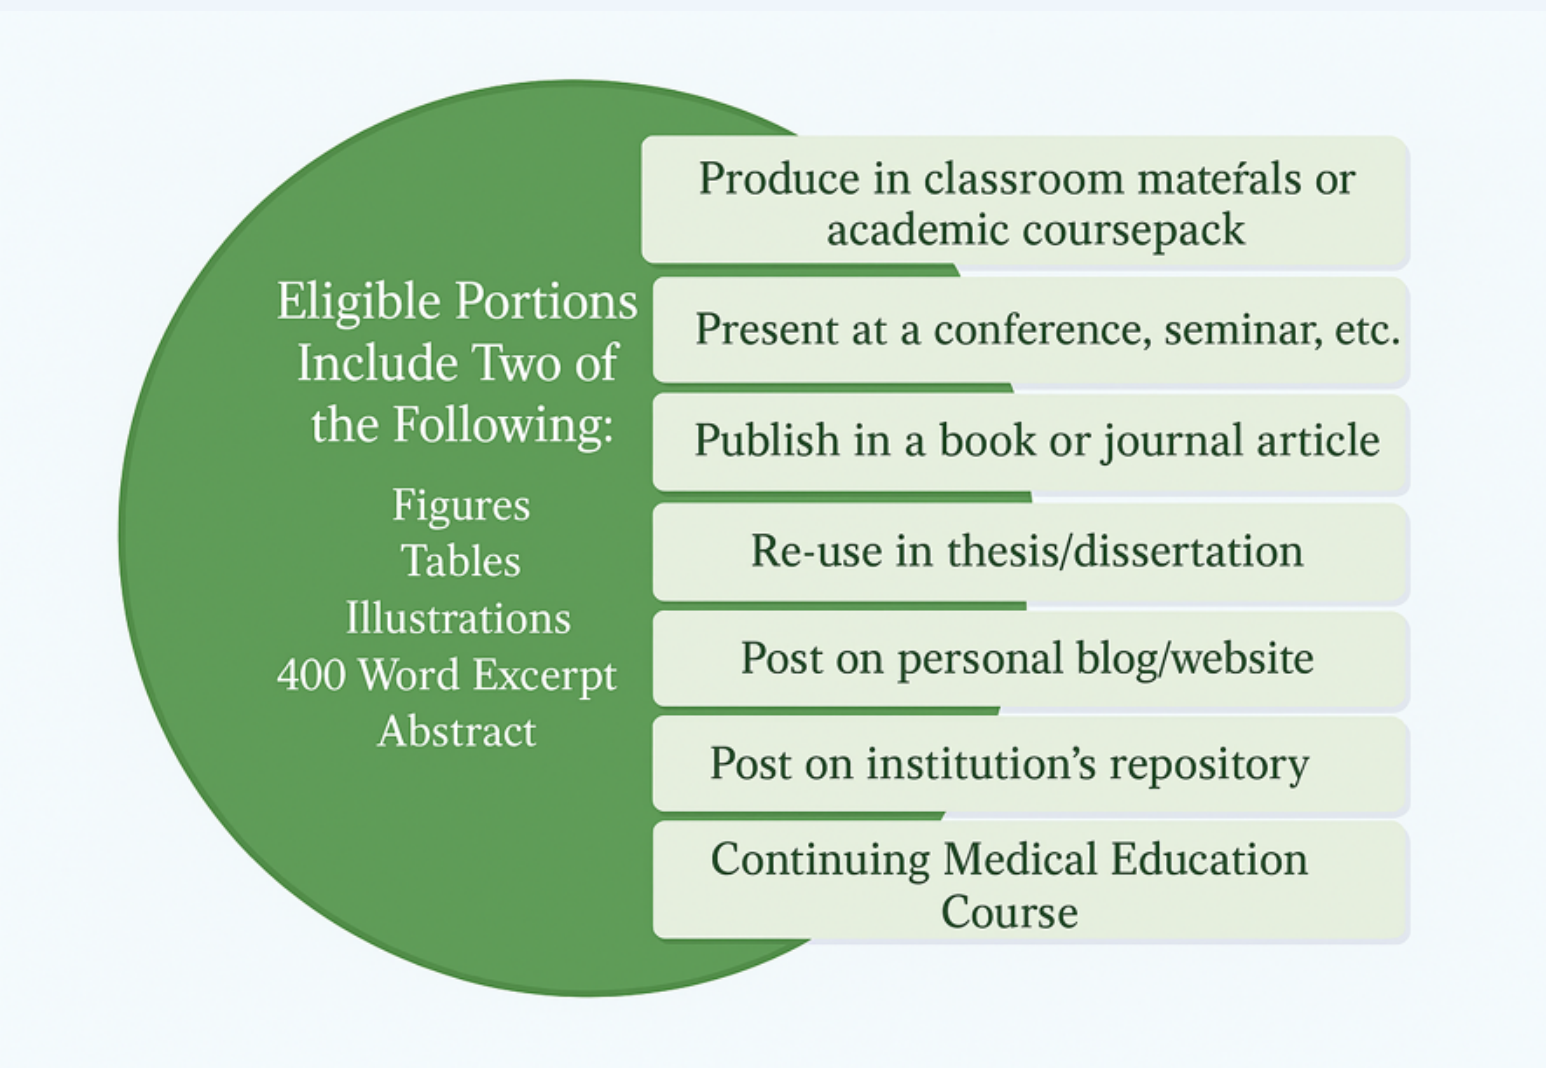 Eligible Portions
Include Two of
the Following:
Figures
Tables
Illustrations
400 Word Excerpt
Abstract
Produce in classroom mateŕals or
academic coursepack
Present at a conference, seminar, etc.
Publish in a book or journal article
Re-use in thesis/dissertation
Post on personal blog/website
Post on institution’s repository
Continuing Medical Education
Course